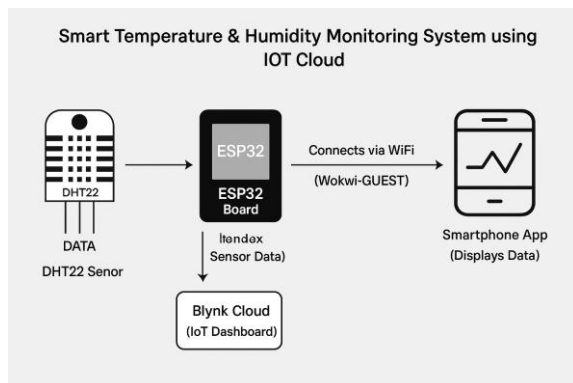 Smart Temperature & Humidity Monitoring System using
IOT Cloud
DHT22
DATA
DHT22 Senor
ESP32
ESP32
Board
Connects via WiFi
(Wokwi-GUEST)
Smartphone App
(Displays Data)
Itendex
Sensor Data)
Blynk Cloud
(IoT Dashboard)